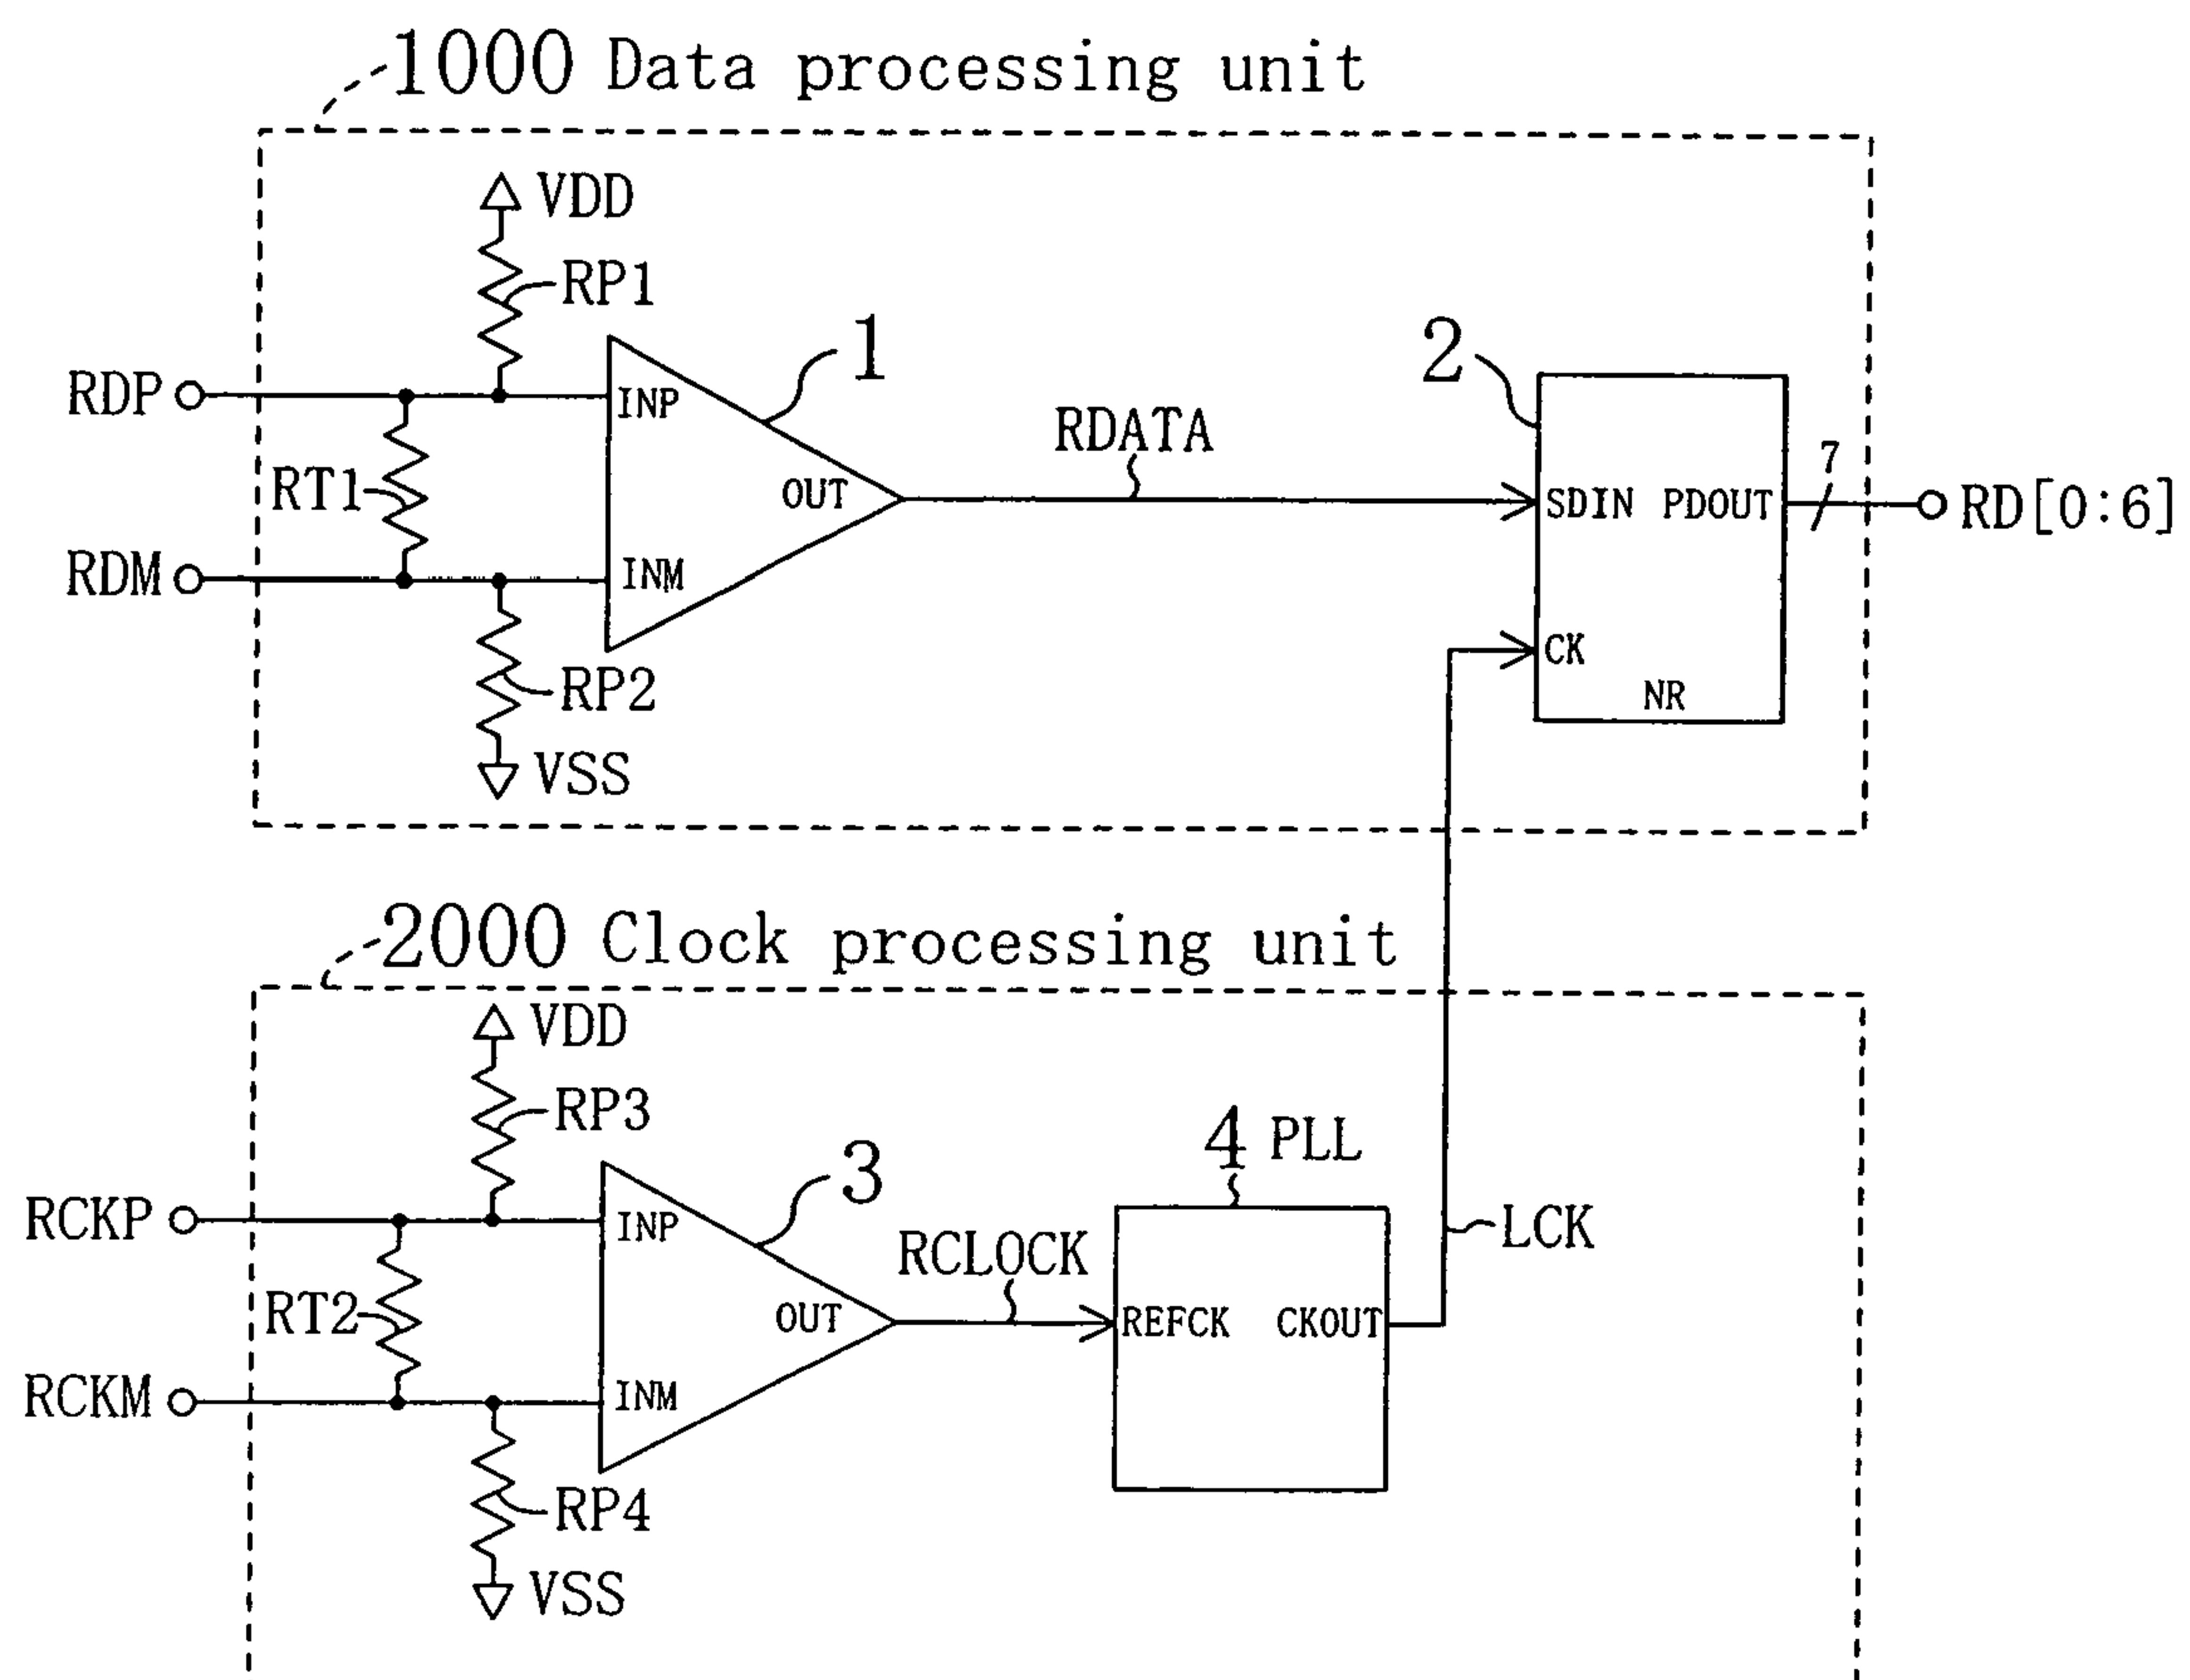 1000 Data processing unit
VDD
RP1
1
2
RDP
INP
RDATA
7
RT1
OUT
SDIN PDOUT
RD[0:6]
RDM
INM
CK
RP2
NR
VSS
2000 Clock processing unit
VDD
RP3
4 PLL
3
RCKP
INP
LCK
RCLOCK
RT2
OUT
REFCK CKOUT
RCKM
INM
RP4
VSS